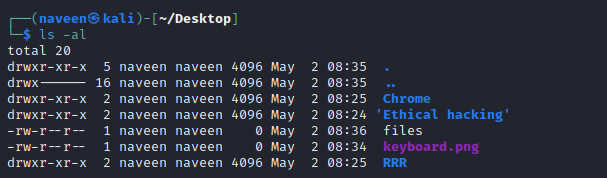 ┌──(naveen㉿kali)-[~/Desktop]
└─$ ls -al
total 20
drwxr-xr-x  5 naveen naveen 4096 May  2 08:35 .
drwx------ 16 naveen naveen 4096 May  2 08:35 ..
drwxr-xr-x  2 naveen naveen 4096 May  2 08:25 Chrome
drwxr-xr-x  2 naveen naveen 4096 May  2 08:24 'Ethical hacking'
-rw-r--r--  1 naveen naveen    0 May  2 08:36 files
-rw-r--r--  1 naveen naveen    0 May  2 08:34 keyboard.png
drwxr-xr-x  2 naveen naveen 4096 May  2 08:25 RRR